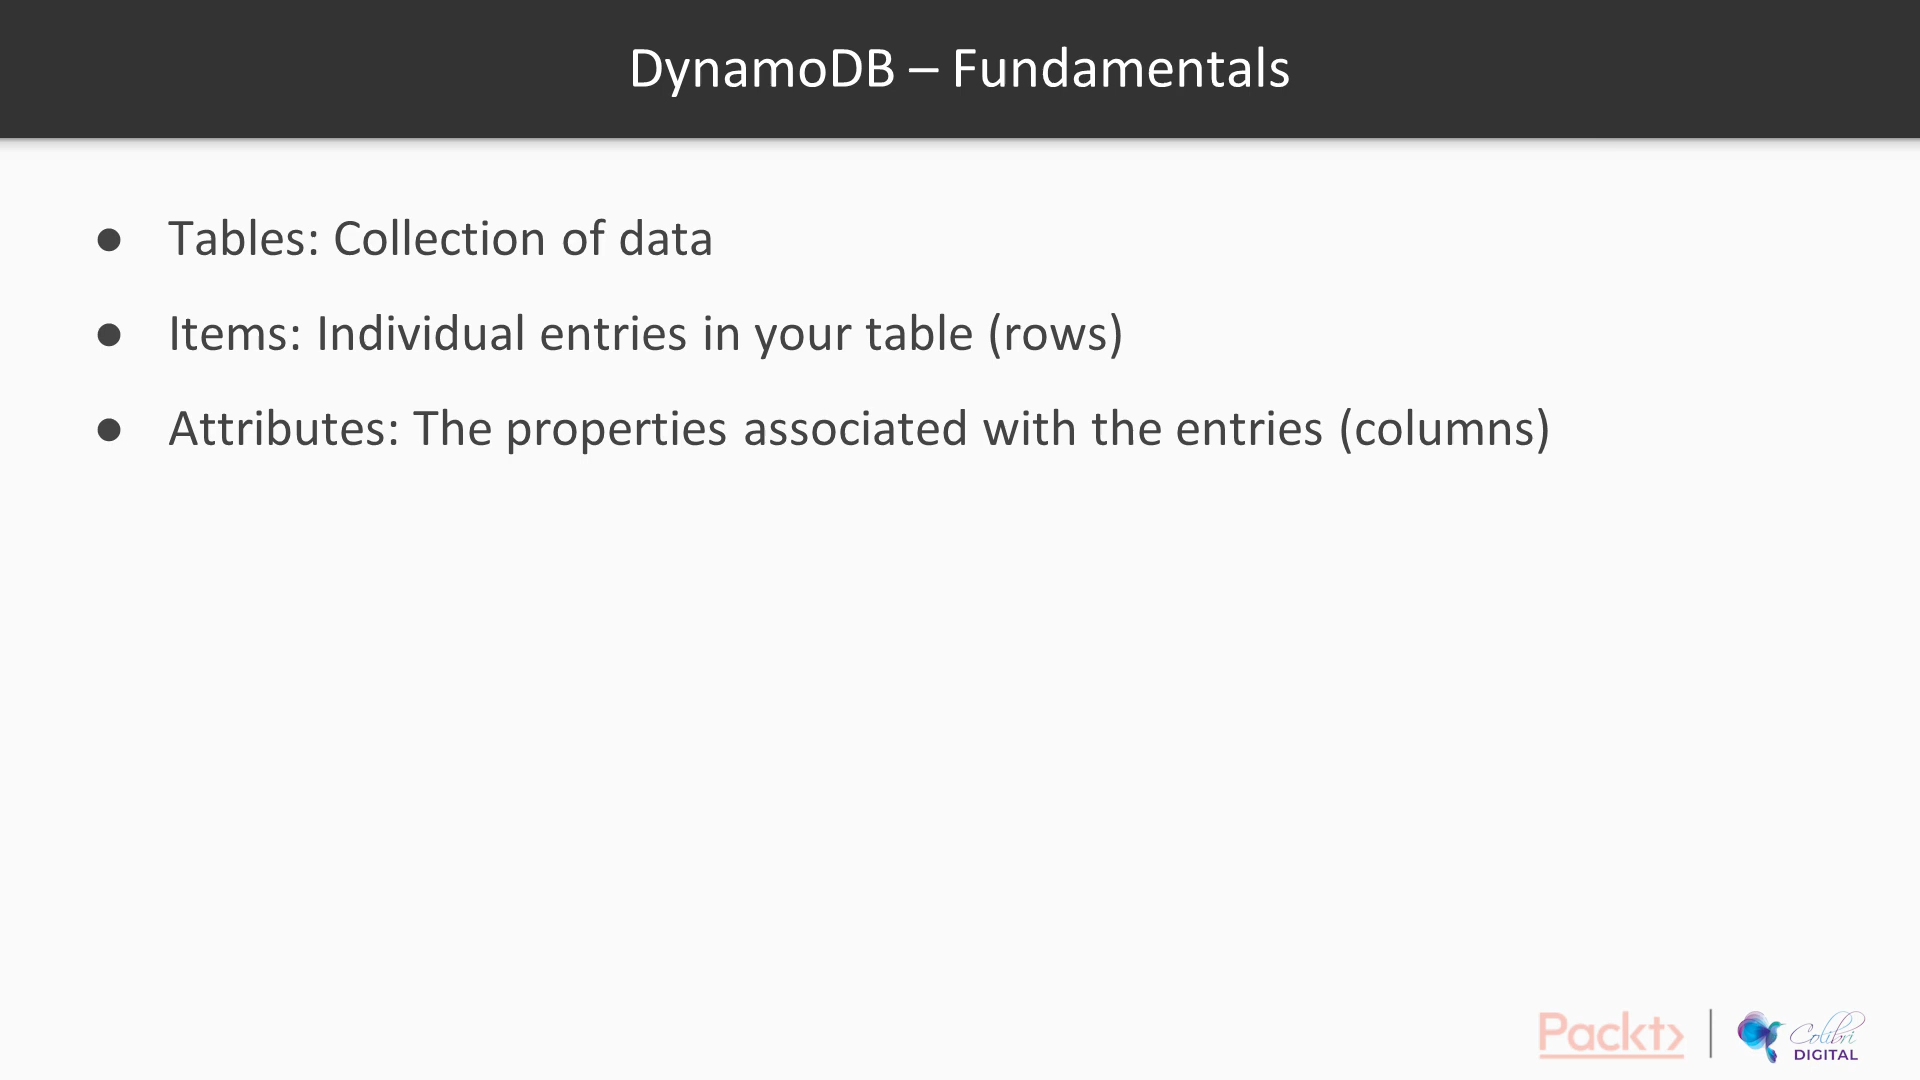 DynamoDB – Fundamentals
● Tables: Collection of data
● Items: Individual entries in your table (rows)
● Attributes: The properties associated with the entries (columns)
Packt>
Colibri
DIGITAL